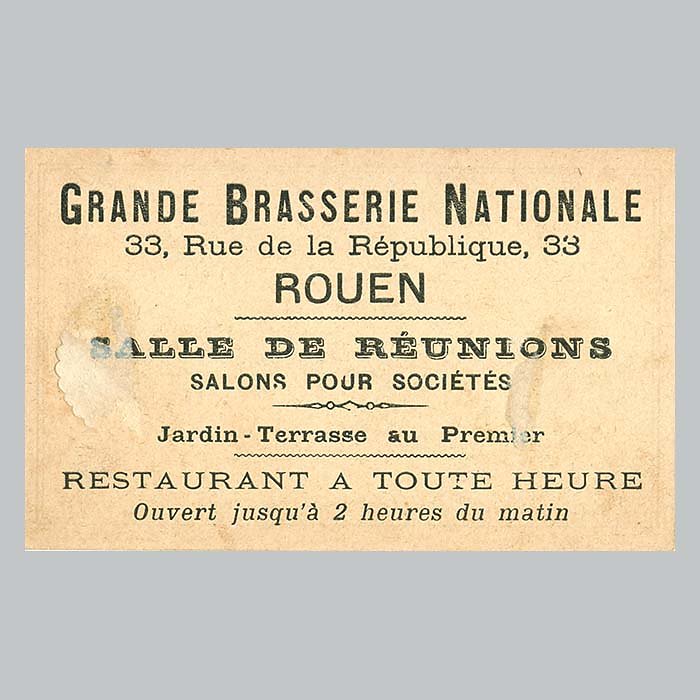 GRANDE BRASSERIE NATIONALE
33, Rue de la République, 33
ROUEN
SALLE DE RÉUNIONS
SALONS POUR SOCIÉTÉS
Jardin-Terrasse au Premier
RESTAURANT A TOUTE HEURE
Ouvert jusqu'à 2 heures du matin